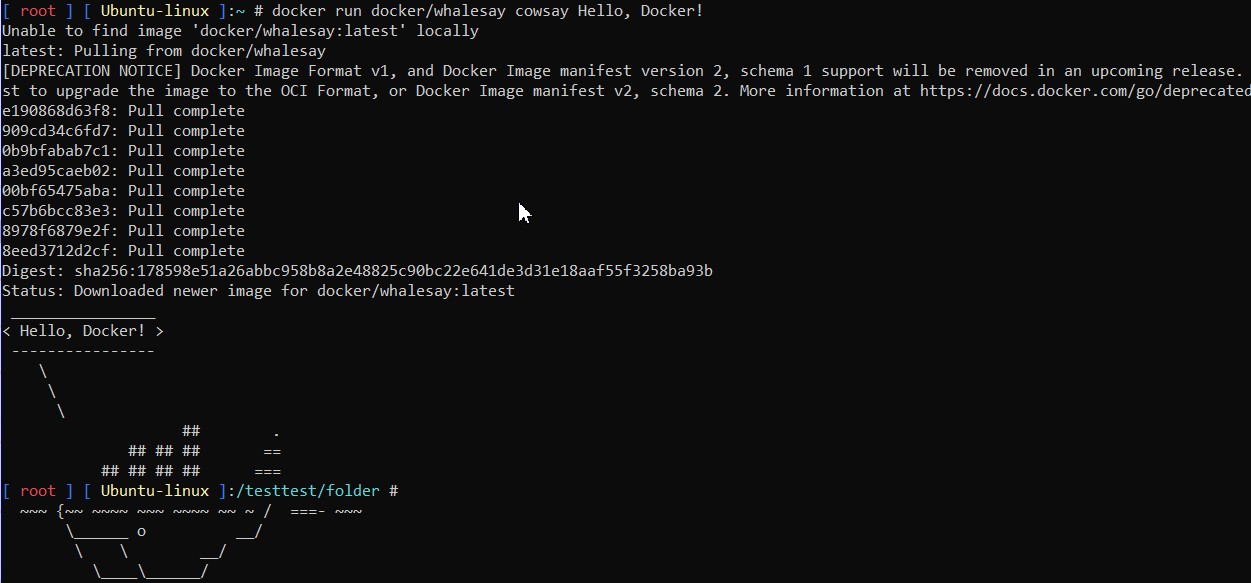 [ root ] [ Ubuntu-linux ]:~ # docker run docker/whalesay cowsay Hello, Docker!
Unable to find image 'docker/whalesay:latest' locally
latest: Pulling from docker/whalesay
[DEPRECATION NOTICE] Docker Image Format v1, and Docker Image manifest version 2, schema 1 support will be removed in an upcoming release.
st to upgrade the image to the OCI Format, or Docker Image manifest v2, schema 2. More information at https://docs.docker.com/go/deprecated
e190868d63f8: Pull complete
909cd34c6fd7: Pull complete
0b9bfabab7c1: Pull complete
a3ed95caeb02: Pull complete
00bf65475aba: Pull complete
c57b6bcc83e3: Pull complete
8978f6879e2f: Pull complete
8eed3712d2cf: Pull complete
Digest: sha256:178598e51a26abbc958b8a2e48825c90bc22e641de3d31e18aaf55f3258ba93b
Status: Downloaded newer image for docker/whalesay:latest
 ________________
< Hello, Docker! >
 ----------------
    \
     \
      \
                    ##        .
              ## ## ##       ==
           ## ## ## ##      ===
[ root ] [ Ubuntu-linux ]:/testtest/folder #
  ~~~ {~~ ~~~~ ~~~ ~~~~ ~~ ~ /  ===- ~~~
       \______ o          __/
        \    \        __/
          \____\______/